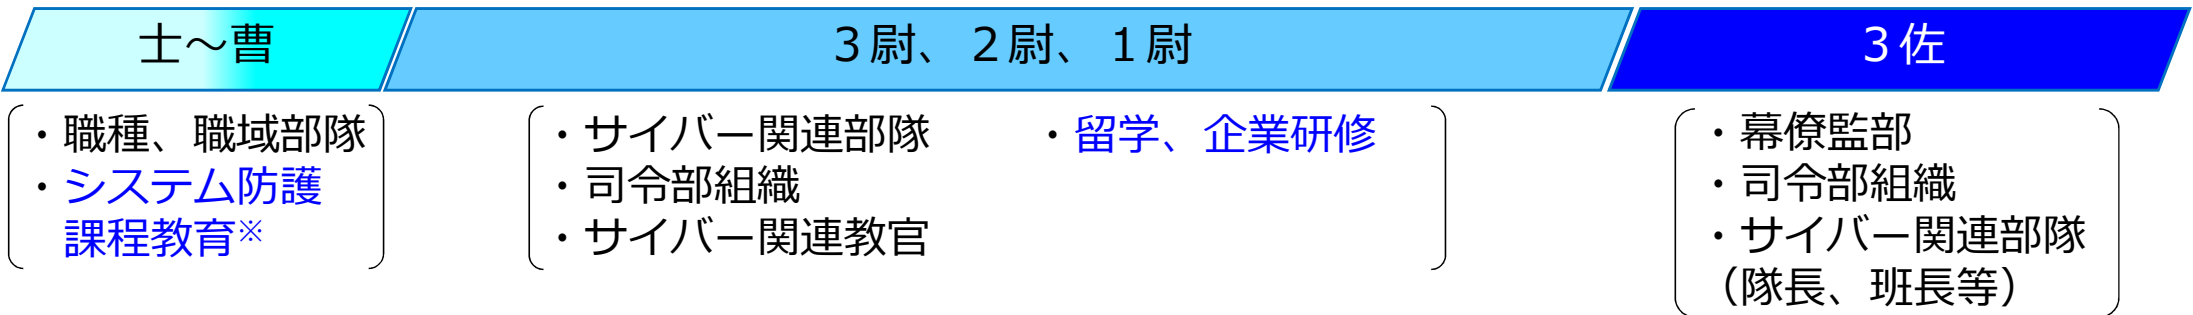 士～曹
３尉、２尉、１尉
３佐
・職種、職域部隊
・システム防護
課程教育※
・サイバー関連部隊
・司令部組織
・サイバー関連教官
・留学、企業研修
・幕僚監部
・司令部組織
・サイバー関連部隊
（隊長、班長等）